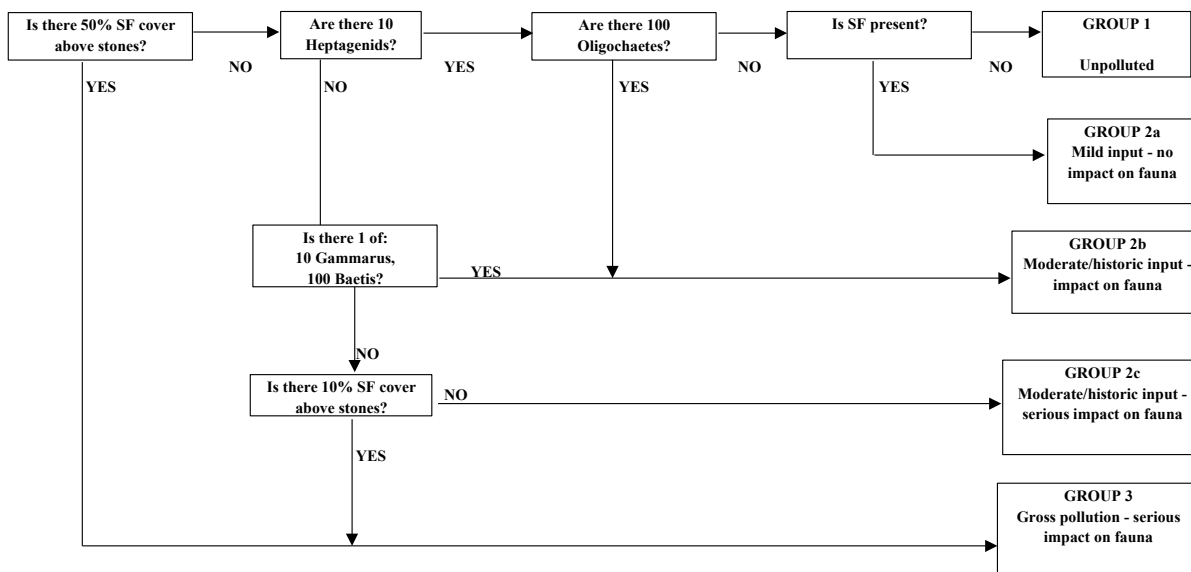 Is there 50% SF cover
above stones?
NO
YES
Are there 10
Heptagenids?
YES
NO
Are there 100
Oligochaetes?
NO
YES
Is SF present?
NO
YES
GROUP 1
Unpolluted
GROUP 2a
Mild input - no
impact on fauna
Is there 1 of:
10 Gammarus,
100 Baetis?
YES
NO
GROUP 2b
Moderate/historic input -
impact on fauna
Is there 10% SF cover
above stones?
NO
YES
GROUP 2c
Moderate/historic input -
serious impact on fauna
GROUP 3
Gross pollution - serious
impact on fauna